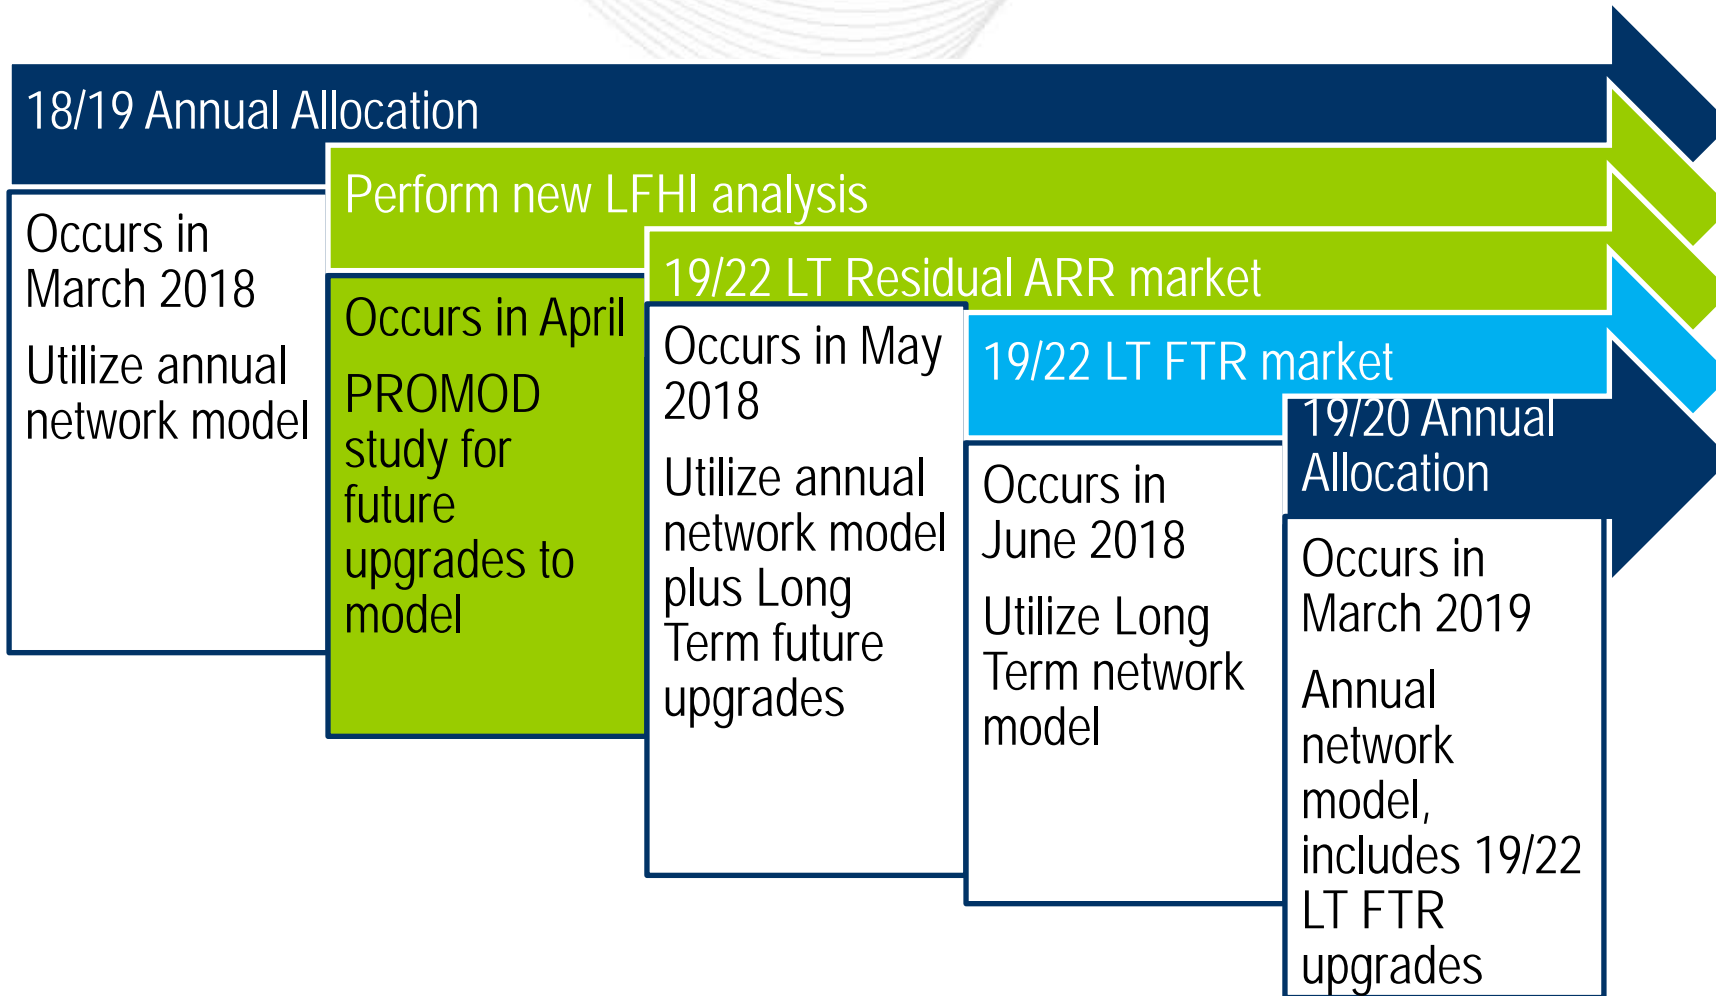 18/19 Annual Allocation
Occurs in
March 2018
Utilize annual
network model
Perform new LFHI analysis
Occurs in April
PROMOD
study for
future
upgrades to
model
19/22 LT Residual ARR market
Occurs in May
2018
Utilize annual
network model
plus Long
Term future
upgrades
19/22 LT FTR market
Occurs in
June 2018
Utilize Long
Term network
model
19/20 Annual
Allocation
Occurs in
March 2019
Annual
network
model,
includes 19/22
LT FTR
upgrades